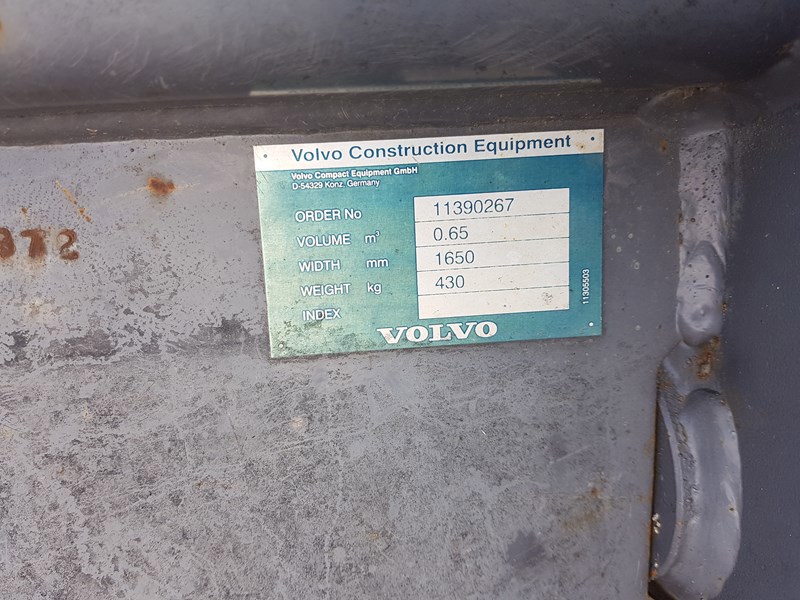 Volvo Construction Equipment
Volvo Compact Equipment GmbH
D-54329 Konz, Germany
ORDER No 11390267
VOLUME m³ 0.65
WIDTH mm 1650
WEIGHT kg 430
INDEX
VOLVO
11305503